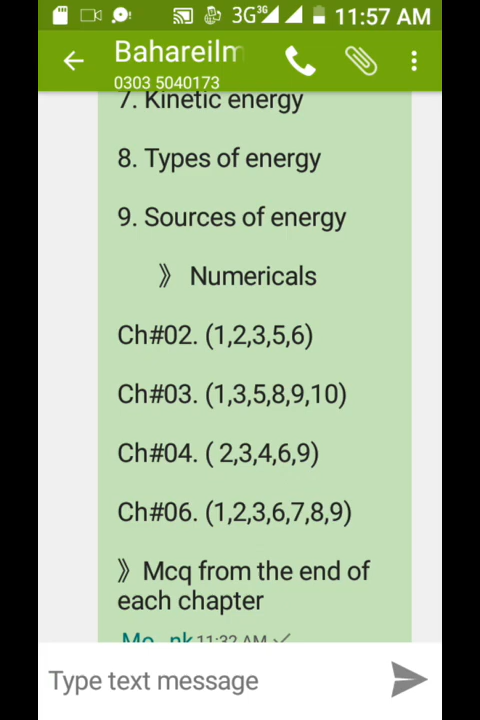 3G 3G 11:57 AM
Bahareilm
0303 5040173
7. Kinetic energy
8. Types of energy
9. Sources of energy
》 Numericals
Ch#02. (1,2,3,5,6)
Ch#03. (1,3,5,8,9,10)
Ch#04. ( 2,3,4,6,9)
Ch#06. (1,2,3,6,7,8,9)
》Mcq from the end of
each chapter
11:32 AM
Type text message